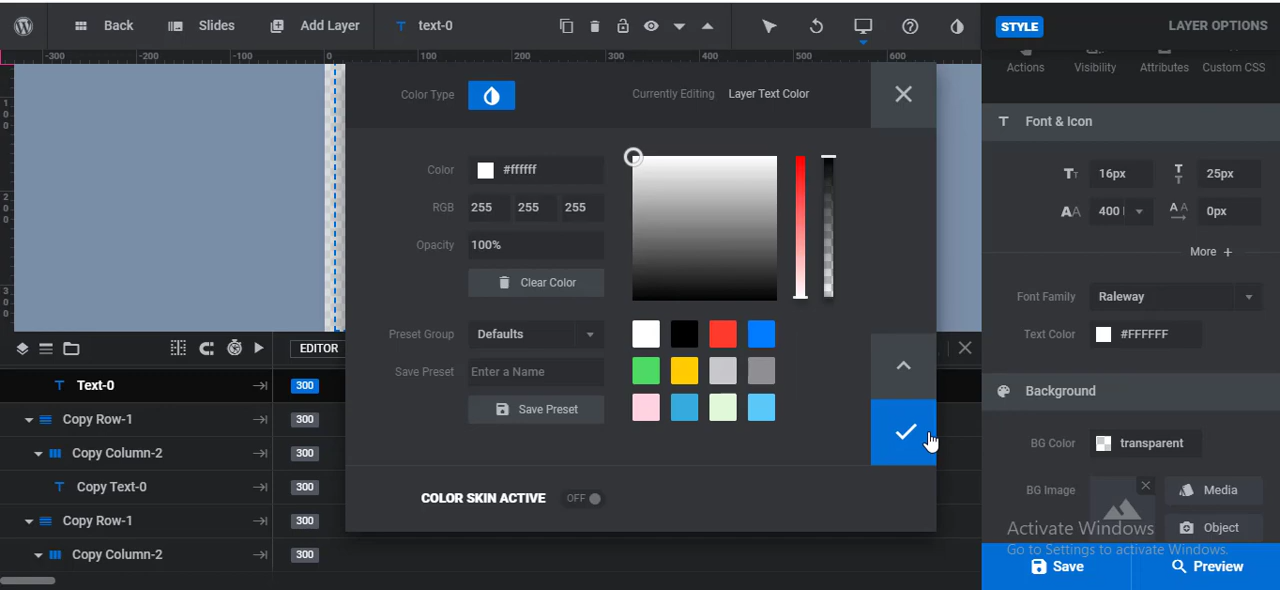 Back
Slides
Add Layer
text-0
STYLE
LAYER OPTIONS
-300
-200
-100
0
100
200
300
400
500
600
Actions
Visibility
Attributes
Custom CSS
Color Type
Currently Editing
Layer Text Color
Font & Icon
Color
#ffffff
RGB
255
255
255
Opacity
100%
Clear Color
16px
25px
400
0px
More +
Font Family
Raleway
Text Color
#FFFFFF
Preset Group
Defaults
Save Preset
Enter a Name
Save Preset
EDITOR
Background
BG Color
transparent
BG Image
Media
Object
Text-0
300
Copy Row-1
300
Copy Column-2
300
Copy Text-0
300
Copy Row-1
300
Copy Column-2
300
COLOR SKIN ACTIVE
OFF
Activate Windows
Go to Settings to activate Windows.
Save
Preview